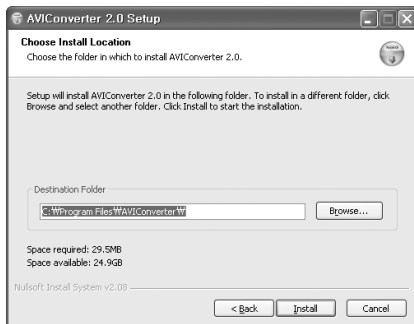 AVIConverter 2.0 Setup
Choose Install Location
Choose the folder in which to install AVIConverter 2.0.
Setup will install AVIConverter 2.0 in the following folder. To install in a different folder, click
Browse and select another folder. Click Install to start the installation.
Destination Folder
C:₩Program Files₩AVIConverter₩
Browse...
Space required: 29.5MB
Space available: 24.9GB
Nullsoft Install System v2.08
< Back
Install
Cancel